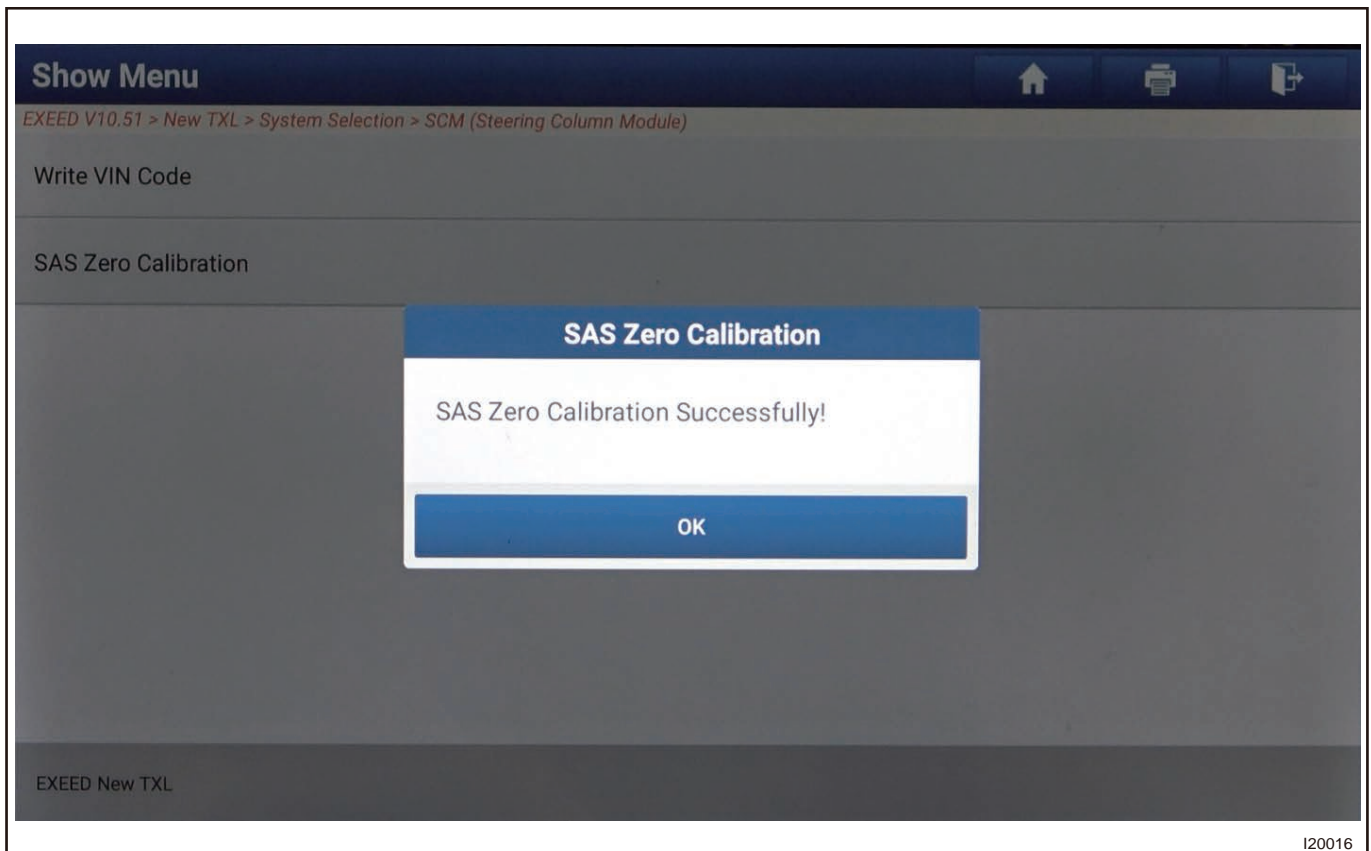 Show Menu
EXEED V10.51 > New TXL > System Selection > SCM (Steering Column Module)
Write VIN Code
SAS Zero Calibration
SAS Zero Calibration
SAS Zero Calibration Successfully!
OK
EXEED New TXL
I20016